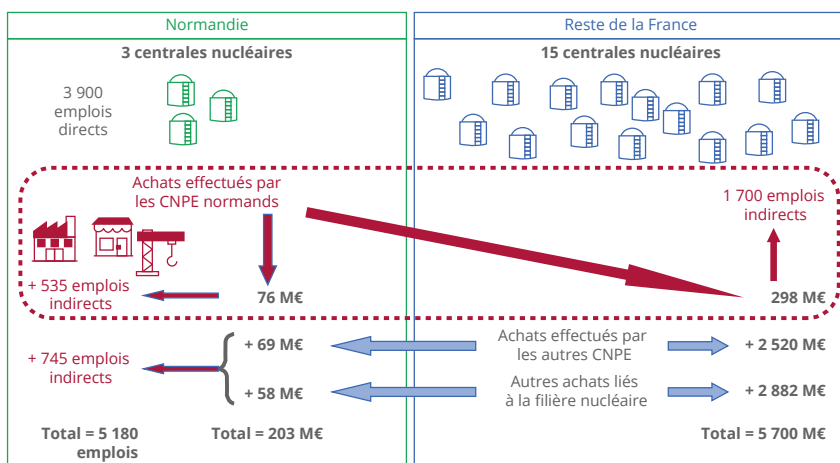 Normandie
3 centrales nucléaires
3 900
emplois
directs
Reste de la France
15 centrales nucléaires
Achats effectués par
les CNPE normands
1 700 emplois
indirects
+ 535 emplois
indirects
76 M€
298 M€
+ 745 emplois
indirects
+ 69 M€
Achats effectués par
les autres CNPE
+ 2 520 M€
+ 58 M€
Autres achats liés
à la filière nucléaire
+ 2 882 M€
Total = 5 180
emplois
Total = 203 M€
Total = 5 700 M€